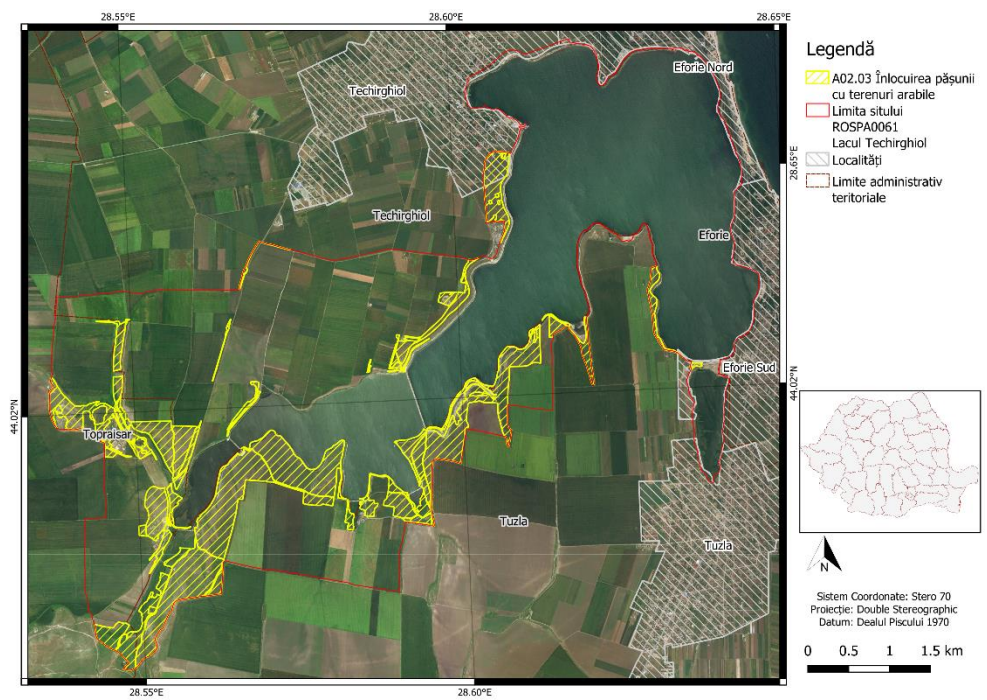 28.55°E
28.60°E
28.65°E
Eforie Nord
Techirghiol
28.65°E
Techirghiol
Eforie
Eforie Sud
44.02°N
44.02°N
Topraisar
Tuzla
Tuzla
28.55°E
28.60°E
Legendă
A02.03 Înlocuirea pășunii
cu terenuri arabile
Limita sitului
ROSPA0061
Lacul Techirghiol
Localități
Limite administrativ
teritoriale
N
Sistem Coordonate: Stero 70
Proiecție: Double Stereographic
Datum: Dealul Piscului 1970
0 0.5 1 1.5 km